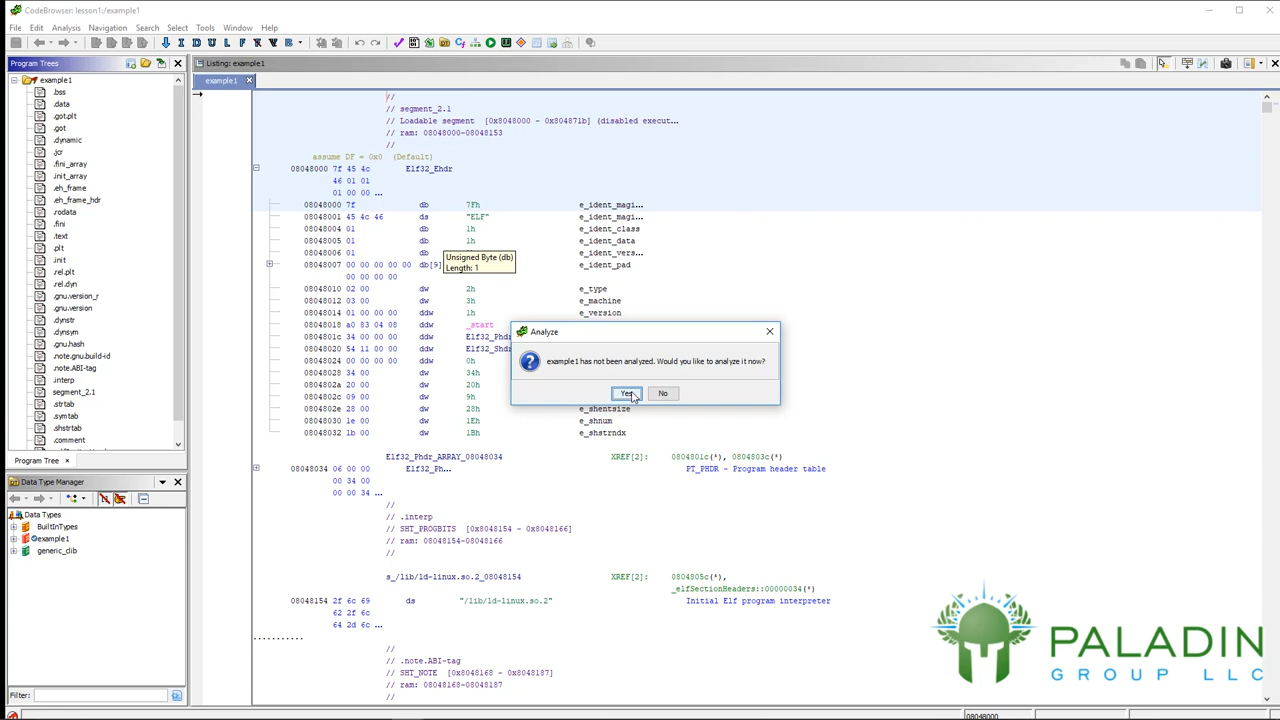 CodeBrowser: lesson1:/example1
File Edit Analysis Navigation Search Select Tools Window Help
Program Trees
Listing: example1
example1
example1
.bss
.data
.got.plt
.got
.dynamic
.jcr
.fini_array
.init_array
.eh_frame
.eh_frame_hdr
.rodata
.fini
.text
.plt
.init
.rel.plt
.rel.dyn
.gnu.version_r
.gnu.version
.dynstr
.dynsym
.gnu.hash
.note.gnu.build-id
.note.ABI-tag
.interp
segment_2.1
.strtab
.symtab
.shstrtab
.comment
Program Tree
Data Type Manager
Data Types
BuiltInTypes
example1
generic_clib
Filter:
//
// segment_2.1
// Loadable segment [0x8048000 - 0x804871b] (disabled execut...
// ram: 08048000-08048153
//
assume DF = 0x0 (Default)
08048000 7f 45 4c Elf32_Ehdr
46 01 01
01 00 00 ...
08048000 7f db 7Fh e_ident_magi...
08048001 45 4c 46 ds "ELF" e_ident_magi...
08048004 01 db 1h e_ident_class
08048005 01 db 1h e_ident_data
08048006 01 db e_ident_vers...
08048007 00 00 00 00 00 db[9] e_ident_pad
00 00 00 00
Unsigned Byte (db)
Length: 1
08048010 02 00 dw 2h e_type
08048012 03 00 dw 3h e_machine
08048014 01 00 00 00 ddw 1h e_version
08048018 a0 83 04 08 ddw _start
0804801c 34 00 00 00 ddw Elf32_Phd
08048020 54 11 00 00 ddw Elf32_Shd
08048024 00 00 00 00 ddw 0h
08048028 34 00 dw 34h
0804802a 20 00 dw 20h
0804802c 09 00 dw 9h
0804802e 28 00 dw 28h e_shentsize
08048030 1e 00 dw 1Eh e_shnum
08048032 1b 00 dw 1Bh e_shstrndx
Analyze
example1 has not been analyzed. Would you like to analyze it now?
Yes No
Elf32_Phdr_ARRAY_08048034 XREF[2]: 0804801c(*), 0804803c(*)
08048034 06 00 00 Elf32_Ph... PT_PHDR - Program header table
00 34 00
00 00 34 ...
//
// .interp
// SHT_PROGBITS [0x8048154 - 0x8048166]
// ram: 08048154-08048166
//
s_/lib/ld-linux.so.2_08048154 XREF[2]: 0804805c(*),
_elfSectionHeaders::00000034(*)
08048154 2f 6c 69 ds "/lib/ld-linux.so.2" Initial Elf program interpreter
62 2f 6c
64 2d 6c ...
//
// .note.ABI-tag
// SHT_NOTE [0x8048168 - 0x8048187]
// ram: 08048168-08048187
//
PALADIN
GROUP LLC
08048000